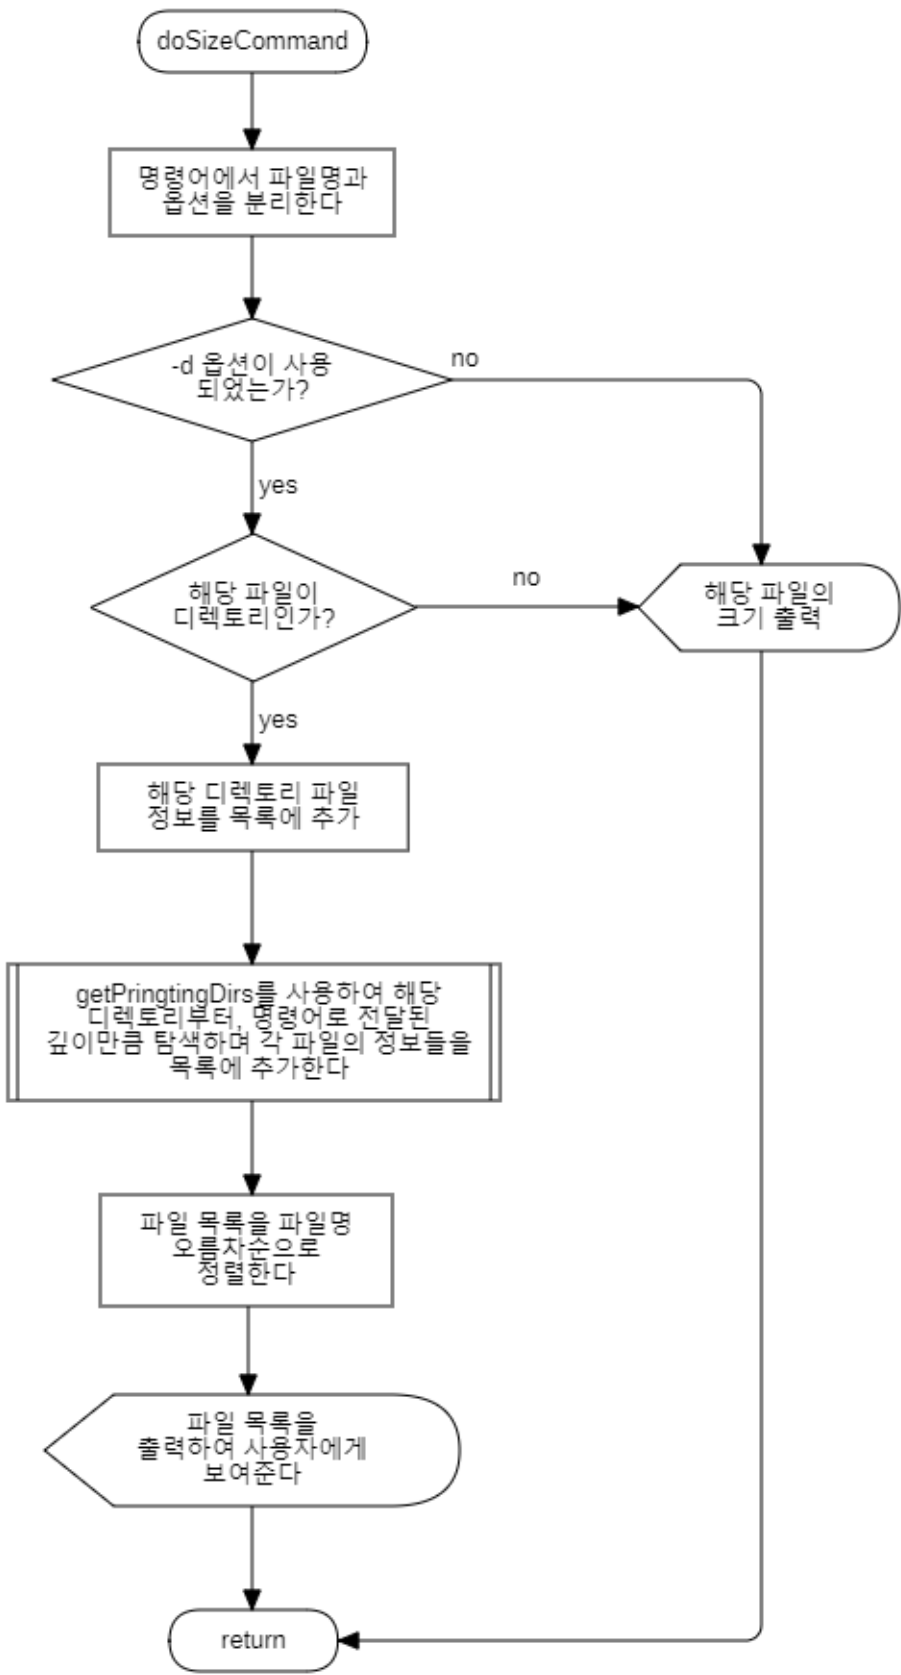 doSizeCommand
명령어에서 파일명과
옵션을 분리한다
-d 옵션이 사용
되었는가?
no
yes
해당 파일이
디렉토리인가?
no
해당 파일의
크기 출력
yes
해당 디렉토리 파일
정보를 목록에 추가
getPringtingDirs를 사용하여 해당
디렉토리부터, 명령어로 전달된
깊이만큼 탐색하며 각 파일의 정보들을
목록에 추가한다
파일 목록을 파일명
오름차순으로
정렬한다
파일 목록을
출력하여 사용자에게
보여준다
return